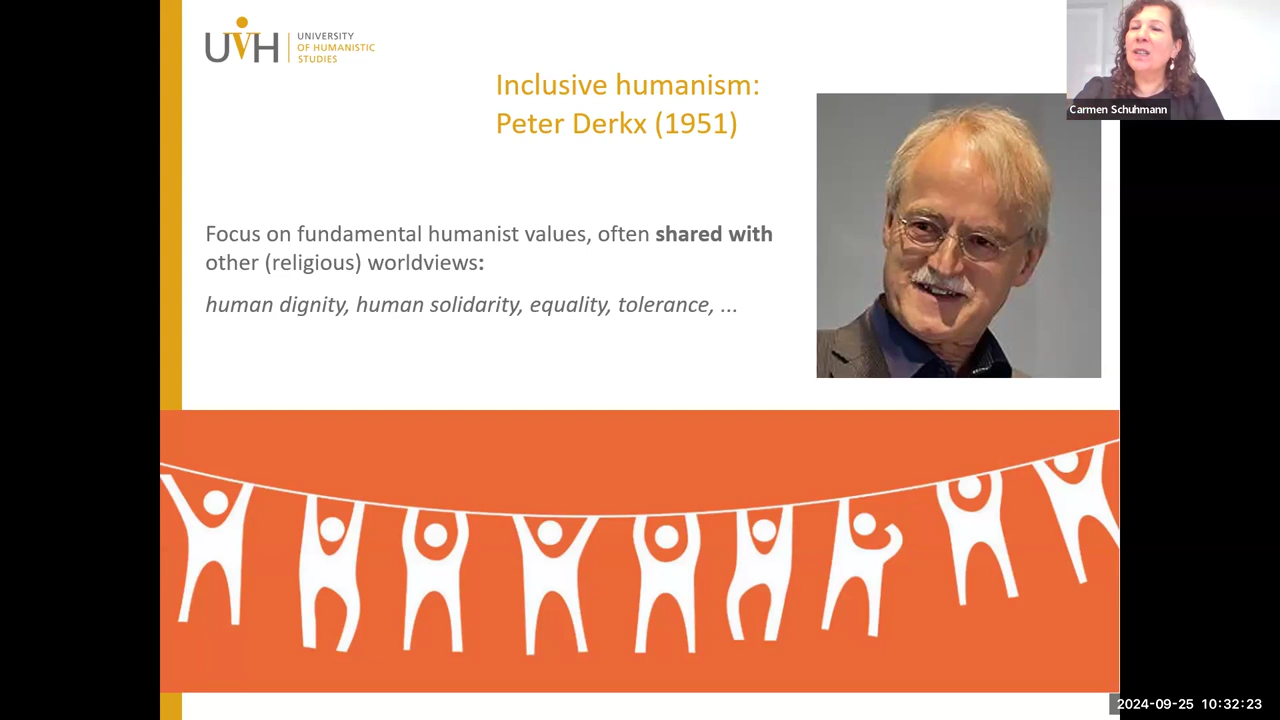 UVH
UNIVERSITY
OF HUMANISTIC
STUDIES
Inclusive humanism:
Peter Derkx (1951)
Carmen Schuhmann
Focus on fundamental humanist values, often shared with
other (religious) worldviews:
human dignity, human solidarity, equality, tolerance, ...
2024-09-25 10:32:23